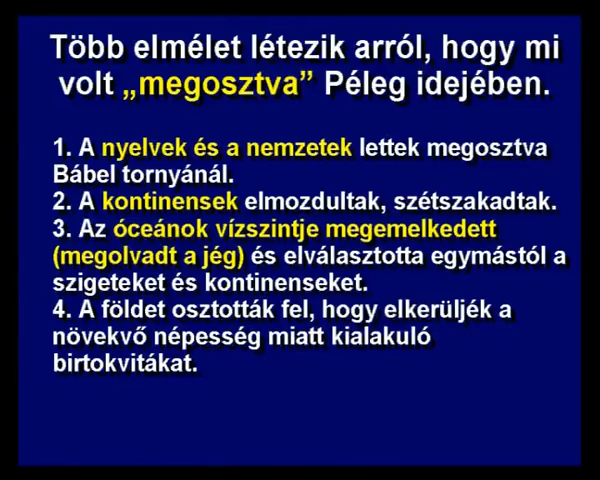 Több elmélet létezik arról, hogy mi
volt „megosztva” Péleg idejében.
1. A nyelvek és a nemzetek lettek megosztva
Bábel tornyánál.
2. A kontinensek elmozdultak, szétszakadtak.
3. Az óceánok vízszintje megemelkedett
(megolvadt a jég) és elválasztotta egymástól a
szigeteket és kontinenseket.
4. A földet osztották fel, hogy elkerüljék a
növekvő népesség miatt kialakuló
birtokvitákat.